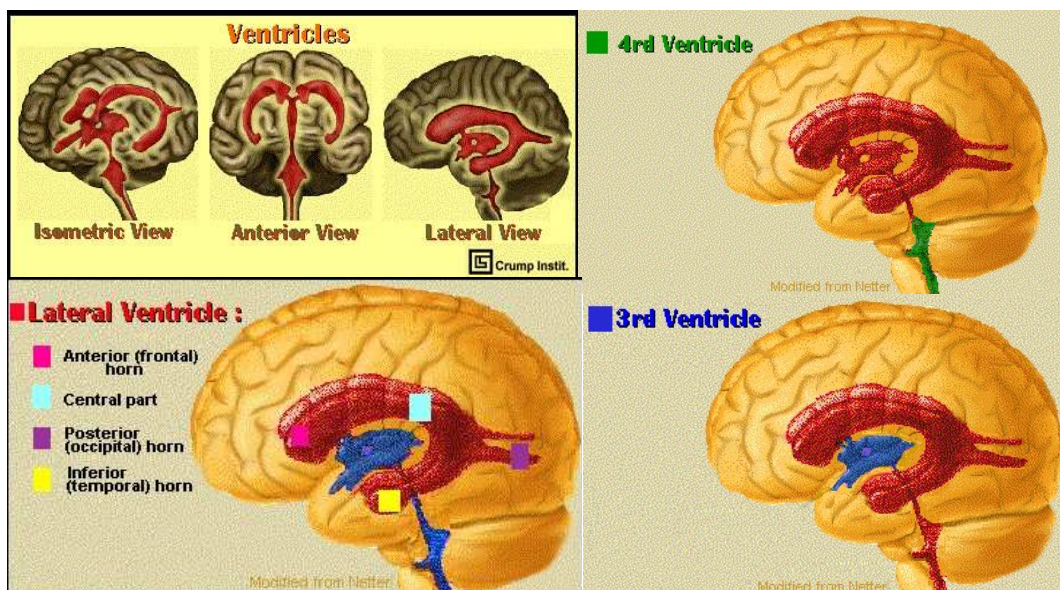 Ventricles
Isometric View
Anterior View
Lateral View
Crump Instit.
4rd Ventricle
Modified from Netter
Lateral Ventricle :
Anterior (frontal)
horn
Central part
Posterior
(occipital) horn
Inferior
(temporal) horn
Modified from Netter
3rd Ventricle
Modified from Netter